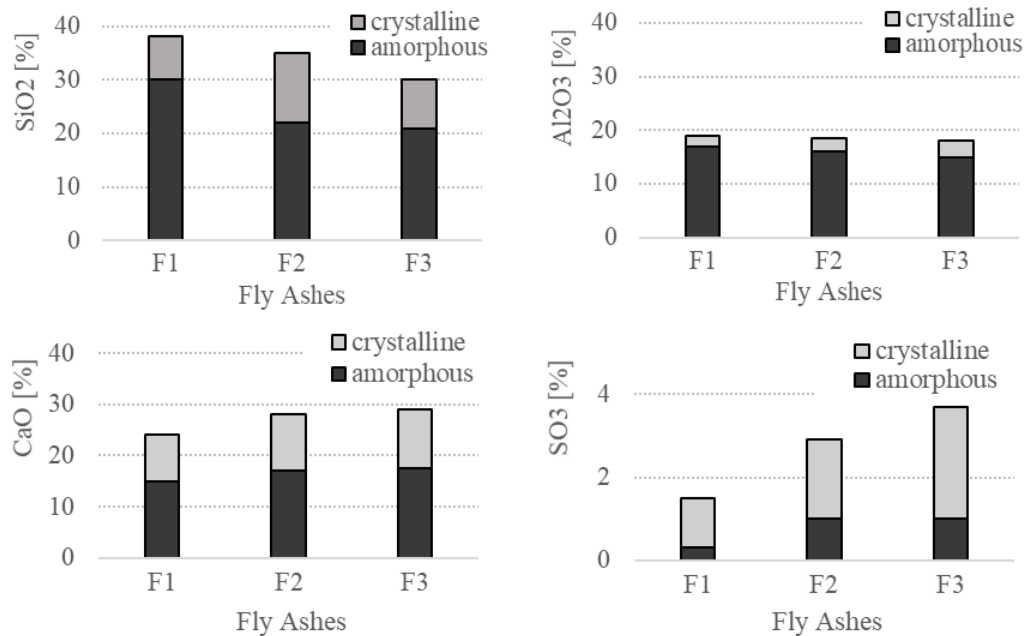 SiO2 [%]
40
30
20
10
0
crystalline
amorphous
F1 F2 F3
Fly Ashes
Al2O3 [%]
40
30
20
10
0
crystalline
amorphous
F1 F2 F3
Fly Ashes
CaO [%]
40
30
20
10
0
crystalline
amorphous
F1 F2 F3
Fly Ashes
SO3 [%]
4
2
0
crystalline
amorphous
F1 F2 F3
Fly Ashes